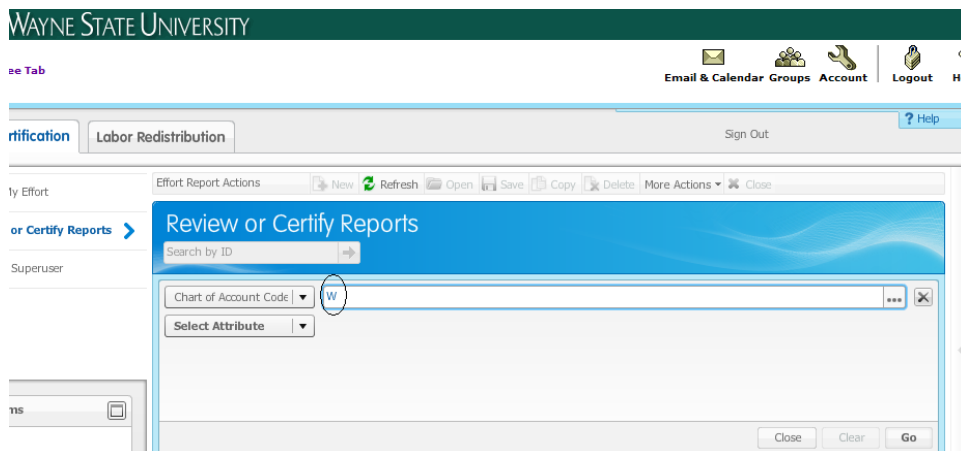 WAYNE STATE UNIVERSITY
ee Tab
Email & Calendar Groups Account Logout H
? Help
rtification Labor Redistribution Sign Out
My Effort
Effort Report Actions New Refresh Open Save Copy Delete More Actions Close
or Certify Reports
Review or Certify Reports
Search by ID
Superuser
Chart of Account Code W ...
Select Attribute
ms
Close Clear Go